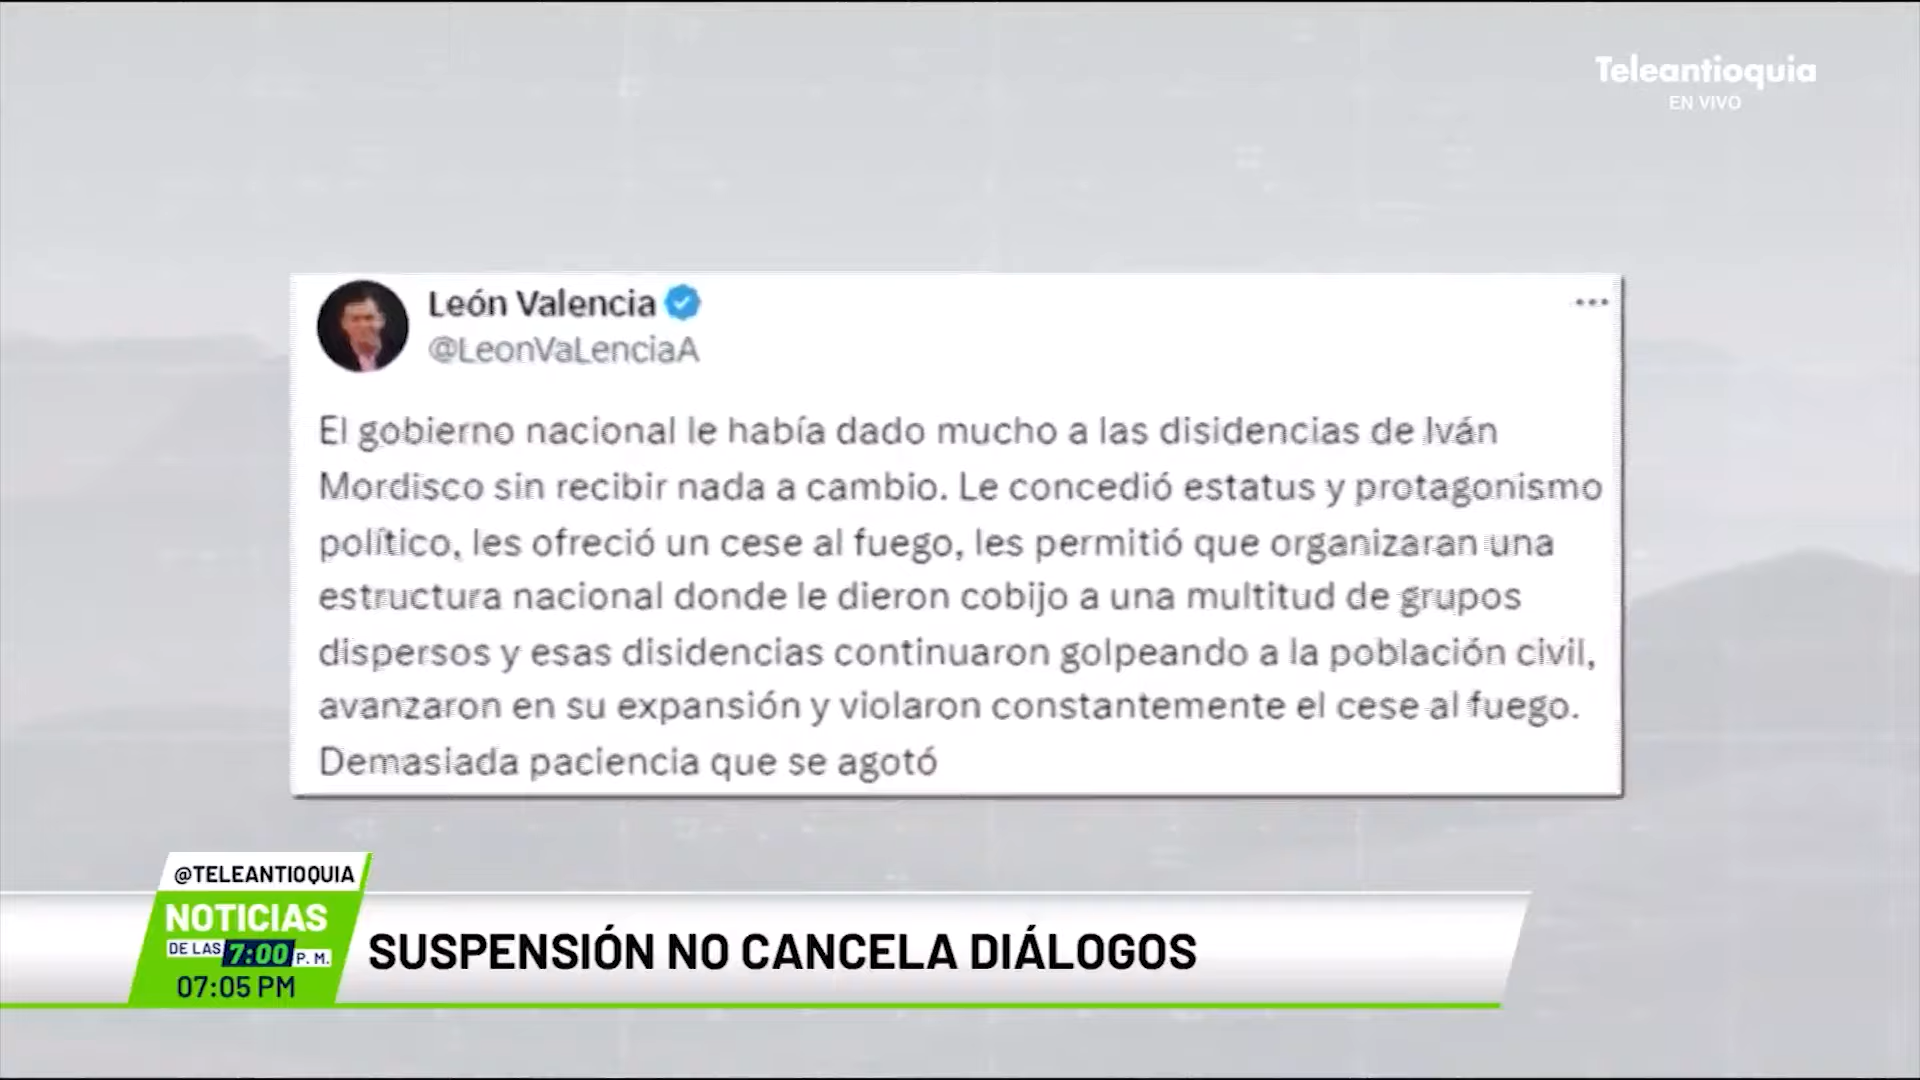 Teleantioquia
EN VIVO
León Valencia
@LeonVaLenciaA
El gobierno nacional le había dado mucho a las disidencias de Iván
Mordisco sin recibir nada a cambio. Le concedió estatus y protagonismo
político, les ofreció un cese al fuego, les permitió que organizaran una
estructura nacional donde le dieron cobijo a una multitud de grupos
dispersos y esas disidencias continuaron golpeando a la población civil,
avanzaron en su expansión y violaron constantemente el cese al fuego.
Demasiada paciencia que se agotó
@TELEANTIOQUIA
NOTICIAS
DE LAS 7:00 P. M.
07:05 PM
SUSPENSIÓN NO CANCELA DIÁLOGOS